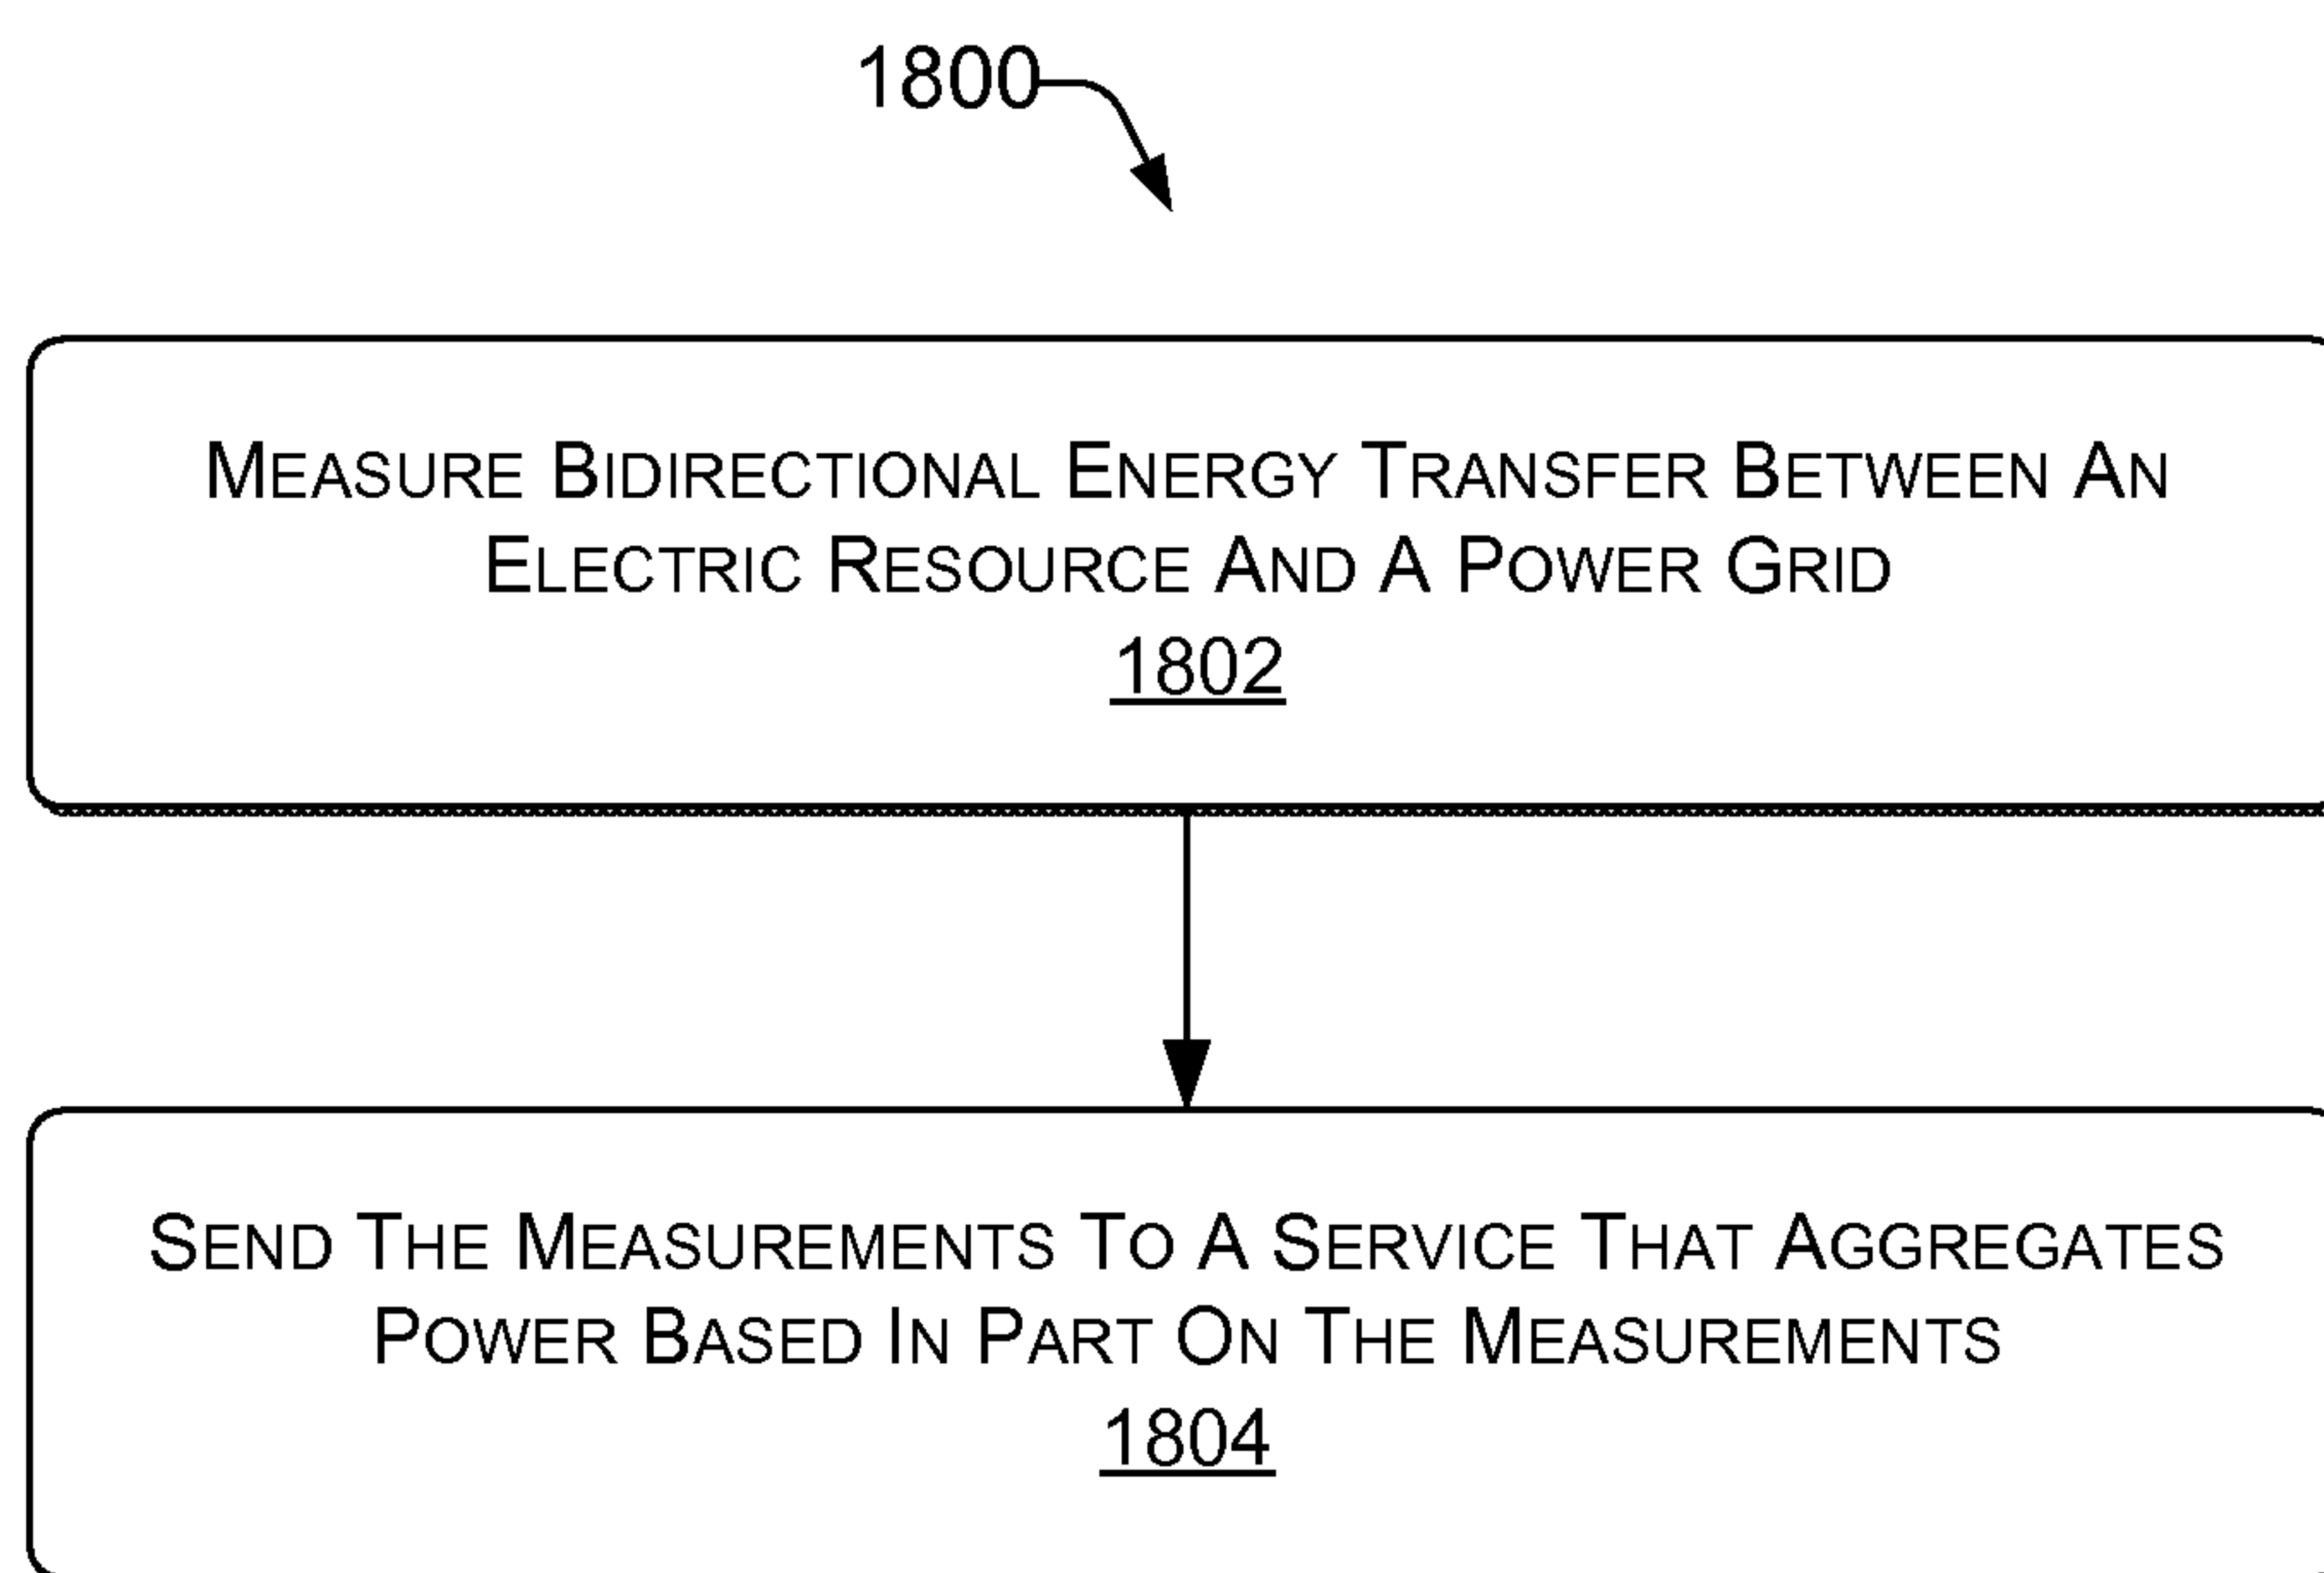 1800
MEASURE BIDIRECTIONAL ENERGY TRANSFER BETWEEN AN
ELECTRIC RESOURCE AND A POWER GRID
1802
SEND THE MEASUREMENTS TO A SERVICE THAT AGGREGATES
POWER BASED IN PART ON THE MEASUREMENTS
1804